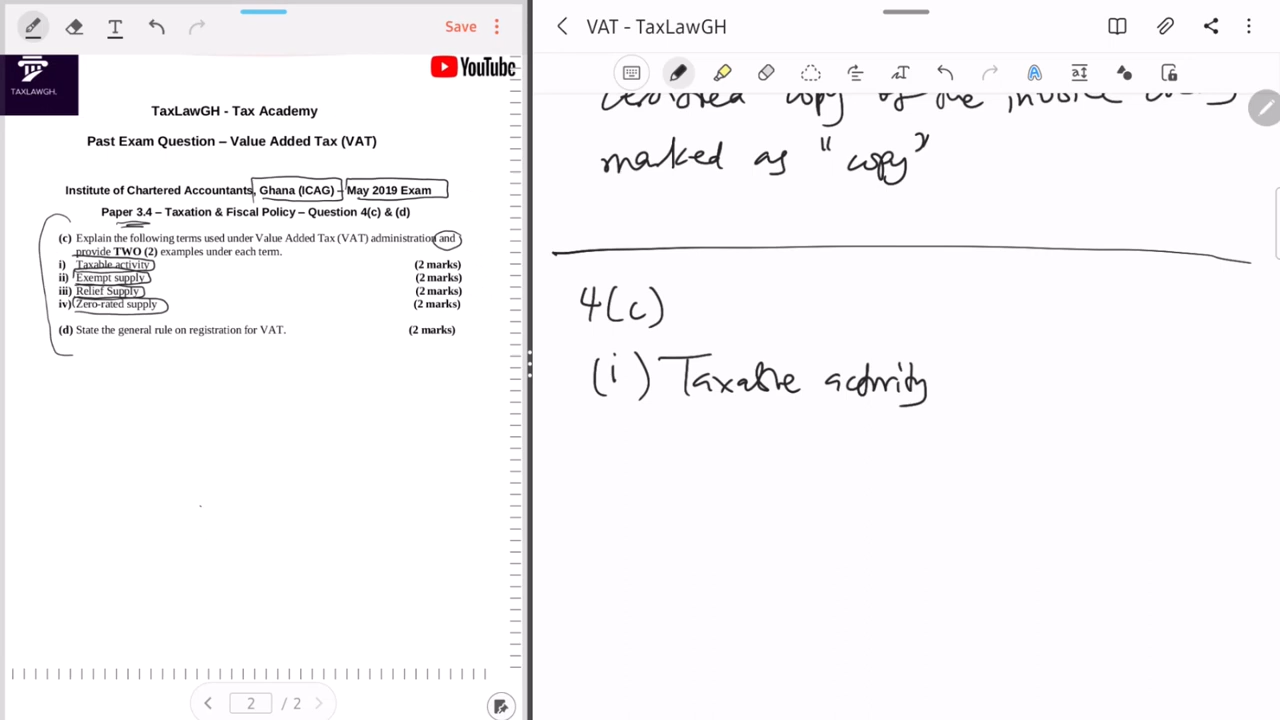 Save
TAXLAWGH.
YouTube
TaxLawGH - Tax Academy
Past Exam Question – Value Added Tax (VAT)
Institute of Chartered Accountants, Ghana (ICAG) – May 2019 Exam
Paper 3.4 – Taxation & Fiscal Policy – Question 4(c) & (d)
(c) Explain the following terms used under Value Added Tax (VAT) administration and
provide TWO (2) examples under each term.
i) Taxable activity (2 marks)
ii) Exempt supply (2 marks)
iii) Relief Supply (2 marks)
iv) Zero-rated supply (2 marks)
(d) State the general rule on registration for VAT. (2 marks)
2 / 2
VAT - TaxLawGH
copy of the invoice
marked as "copy"
4(c)
(i) Taxable activity